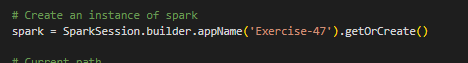 # Create an instance of spark
spark = SparkSession.builder.appName('Exercise-47').getOrCreate()
# Current path